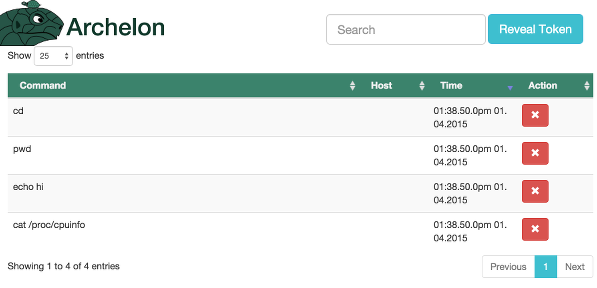 Archelon
Search
Reveal Token
Show 25 entries
Command Host Time Action
cd 01:38.50.0pm 01.
04.2015
pwd 01:38.50.0pm 01.
04.2015
echo hi 01:38.50.0pm 01.
04.2015
cat /proc/cpuinfo 01:38.50.0pm 01.
04.2015
Showing 1 to 4 of 4 entries
Previous 1 Next